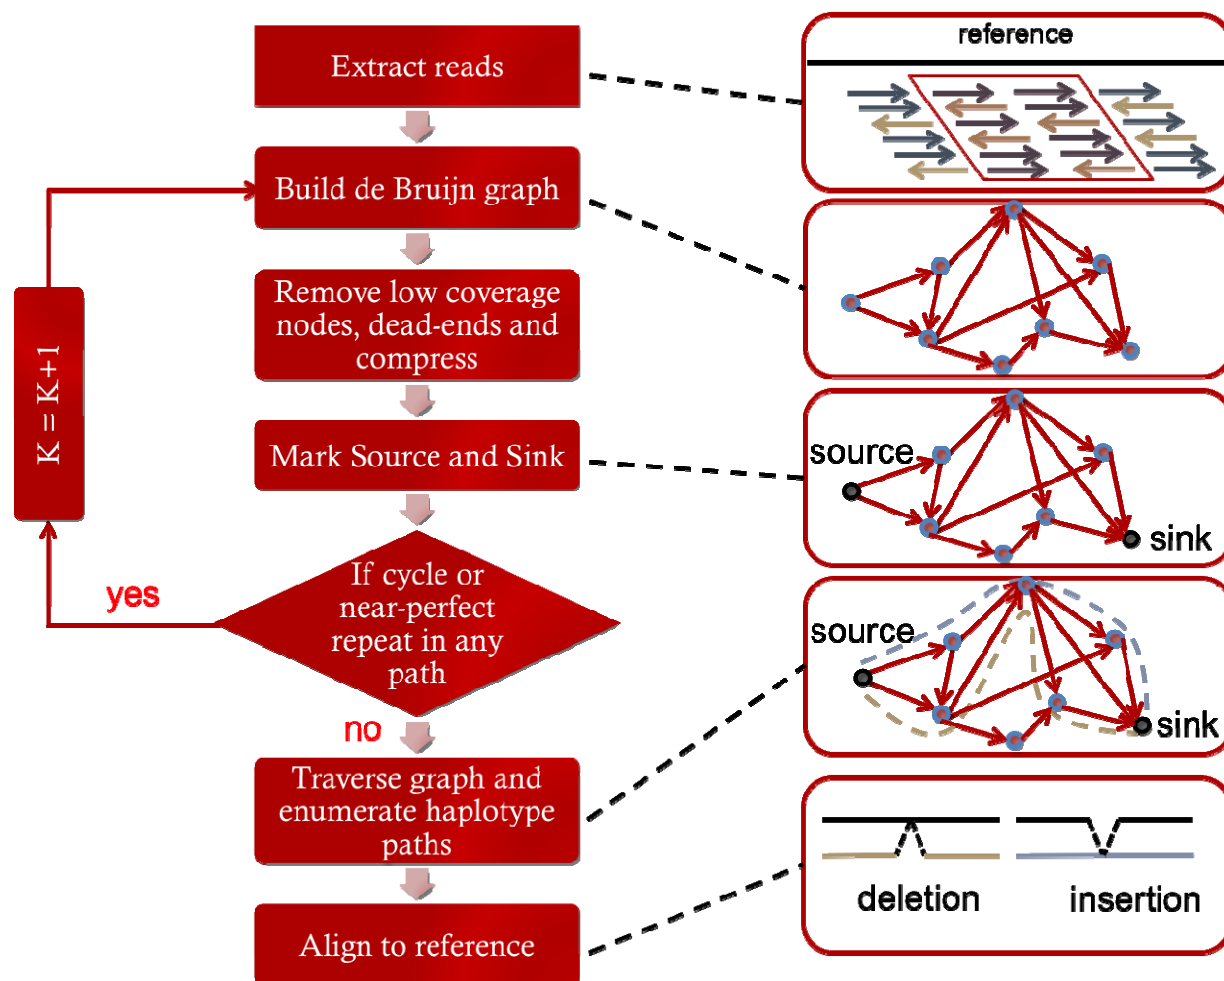 Extract reads
Build de Bruijn graph
Remove low coverage
nodes, dead-ends and
compress
Mark Source and Sink
If cycle or
near-perfect
repeat in any
path
yes
K = K+1
no
Traverse graph and
enumerate haplotype
paths
Align to reference
reference
source
sink
source
sink
deletion
insertion